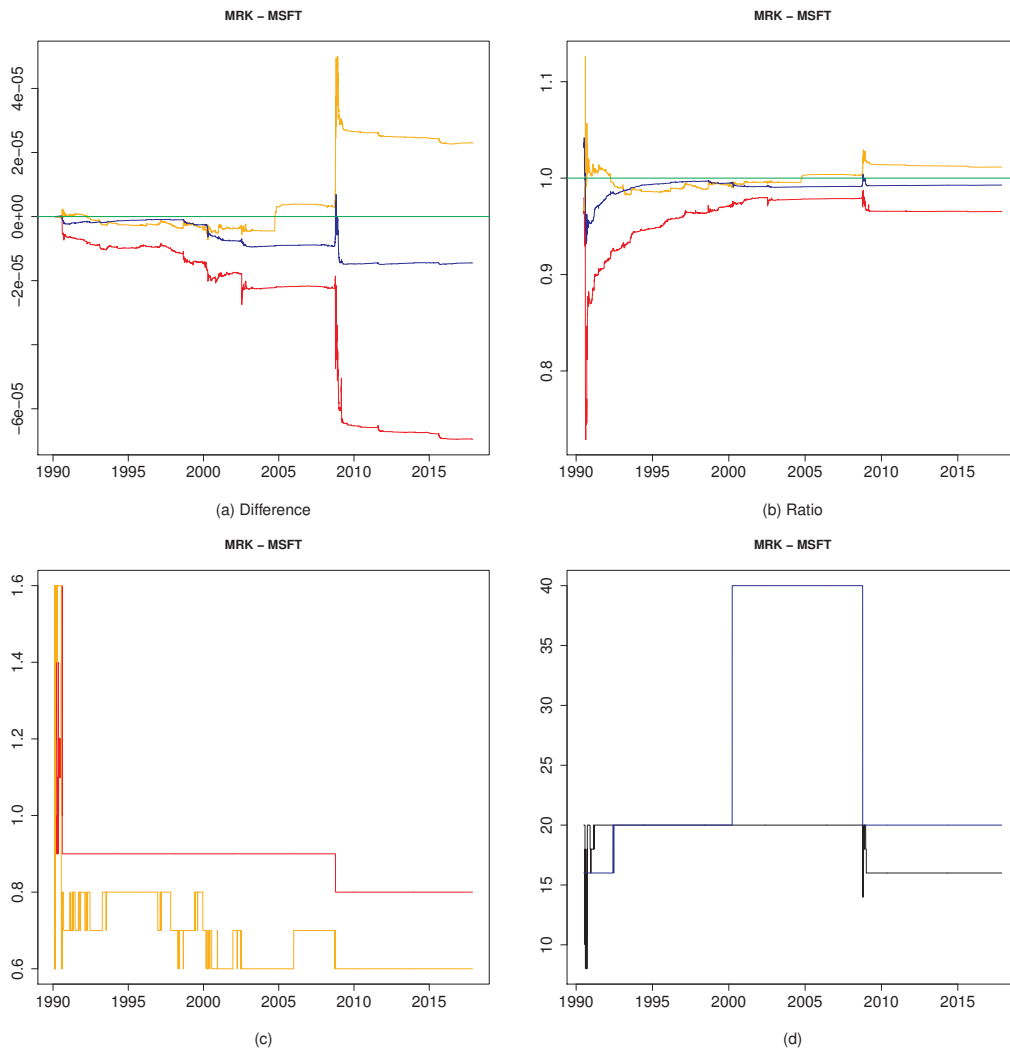 MRK − MSFT
4e−05
2e−05
0e+00
−2e−05
−6e−05
1990 1995 2000 2005 2010 2015
(a) Difference
MRK − MSFT
1.1
1.0
0.9
0.8
1990 1995 2000 2005 2010 2015
(b) Ratio
MRK − MSFT
1.6
1.4
1.2
1.0
0.8
0.6
1990 1995 2000 2005 2010 2015
(c)
MRK − MSFT
40
35
30
25
20
15
10
1990 1995 2000 2005 2010 2015
(d)